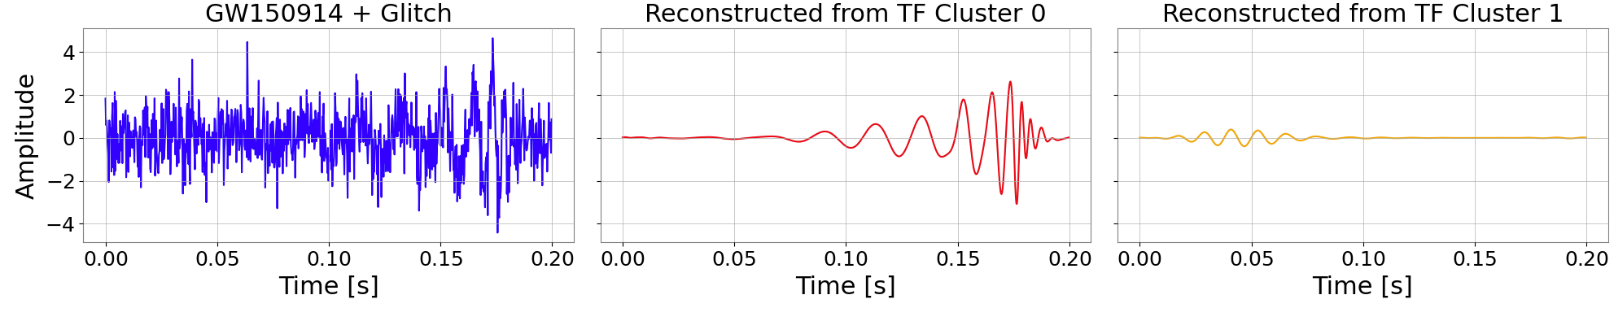 GW150914 + Glitch
Reconstructed from TF Cluster 0
Reconstructed from TF Cluster 1
Amplitude
4
2
0
−2
−4
0.00 0.05 0.10 0.15 0.20
0.00 0.05 0.10 0.15 0.20
0.00 0.05 0.10 0.15 0.20
Time [s]
Time [s]
Time [s]